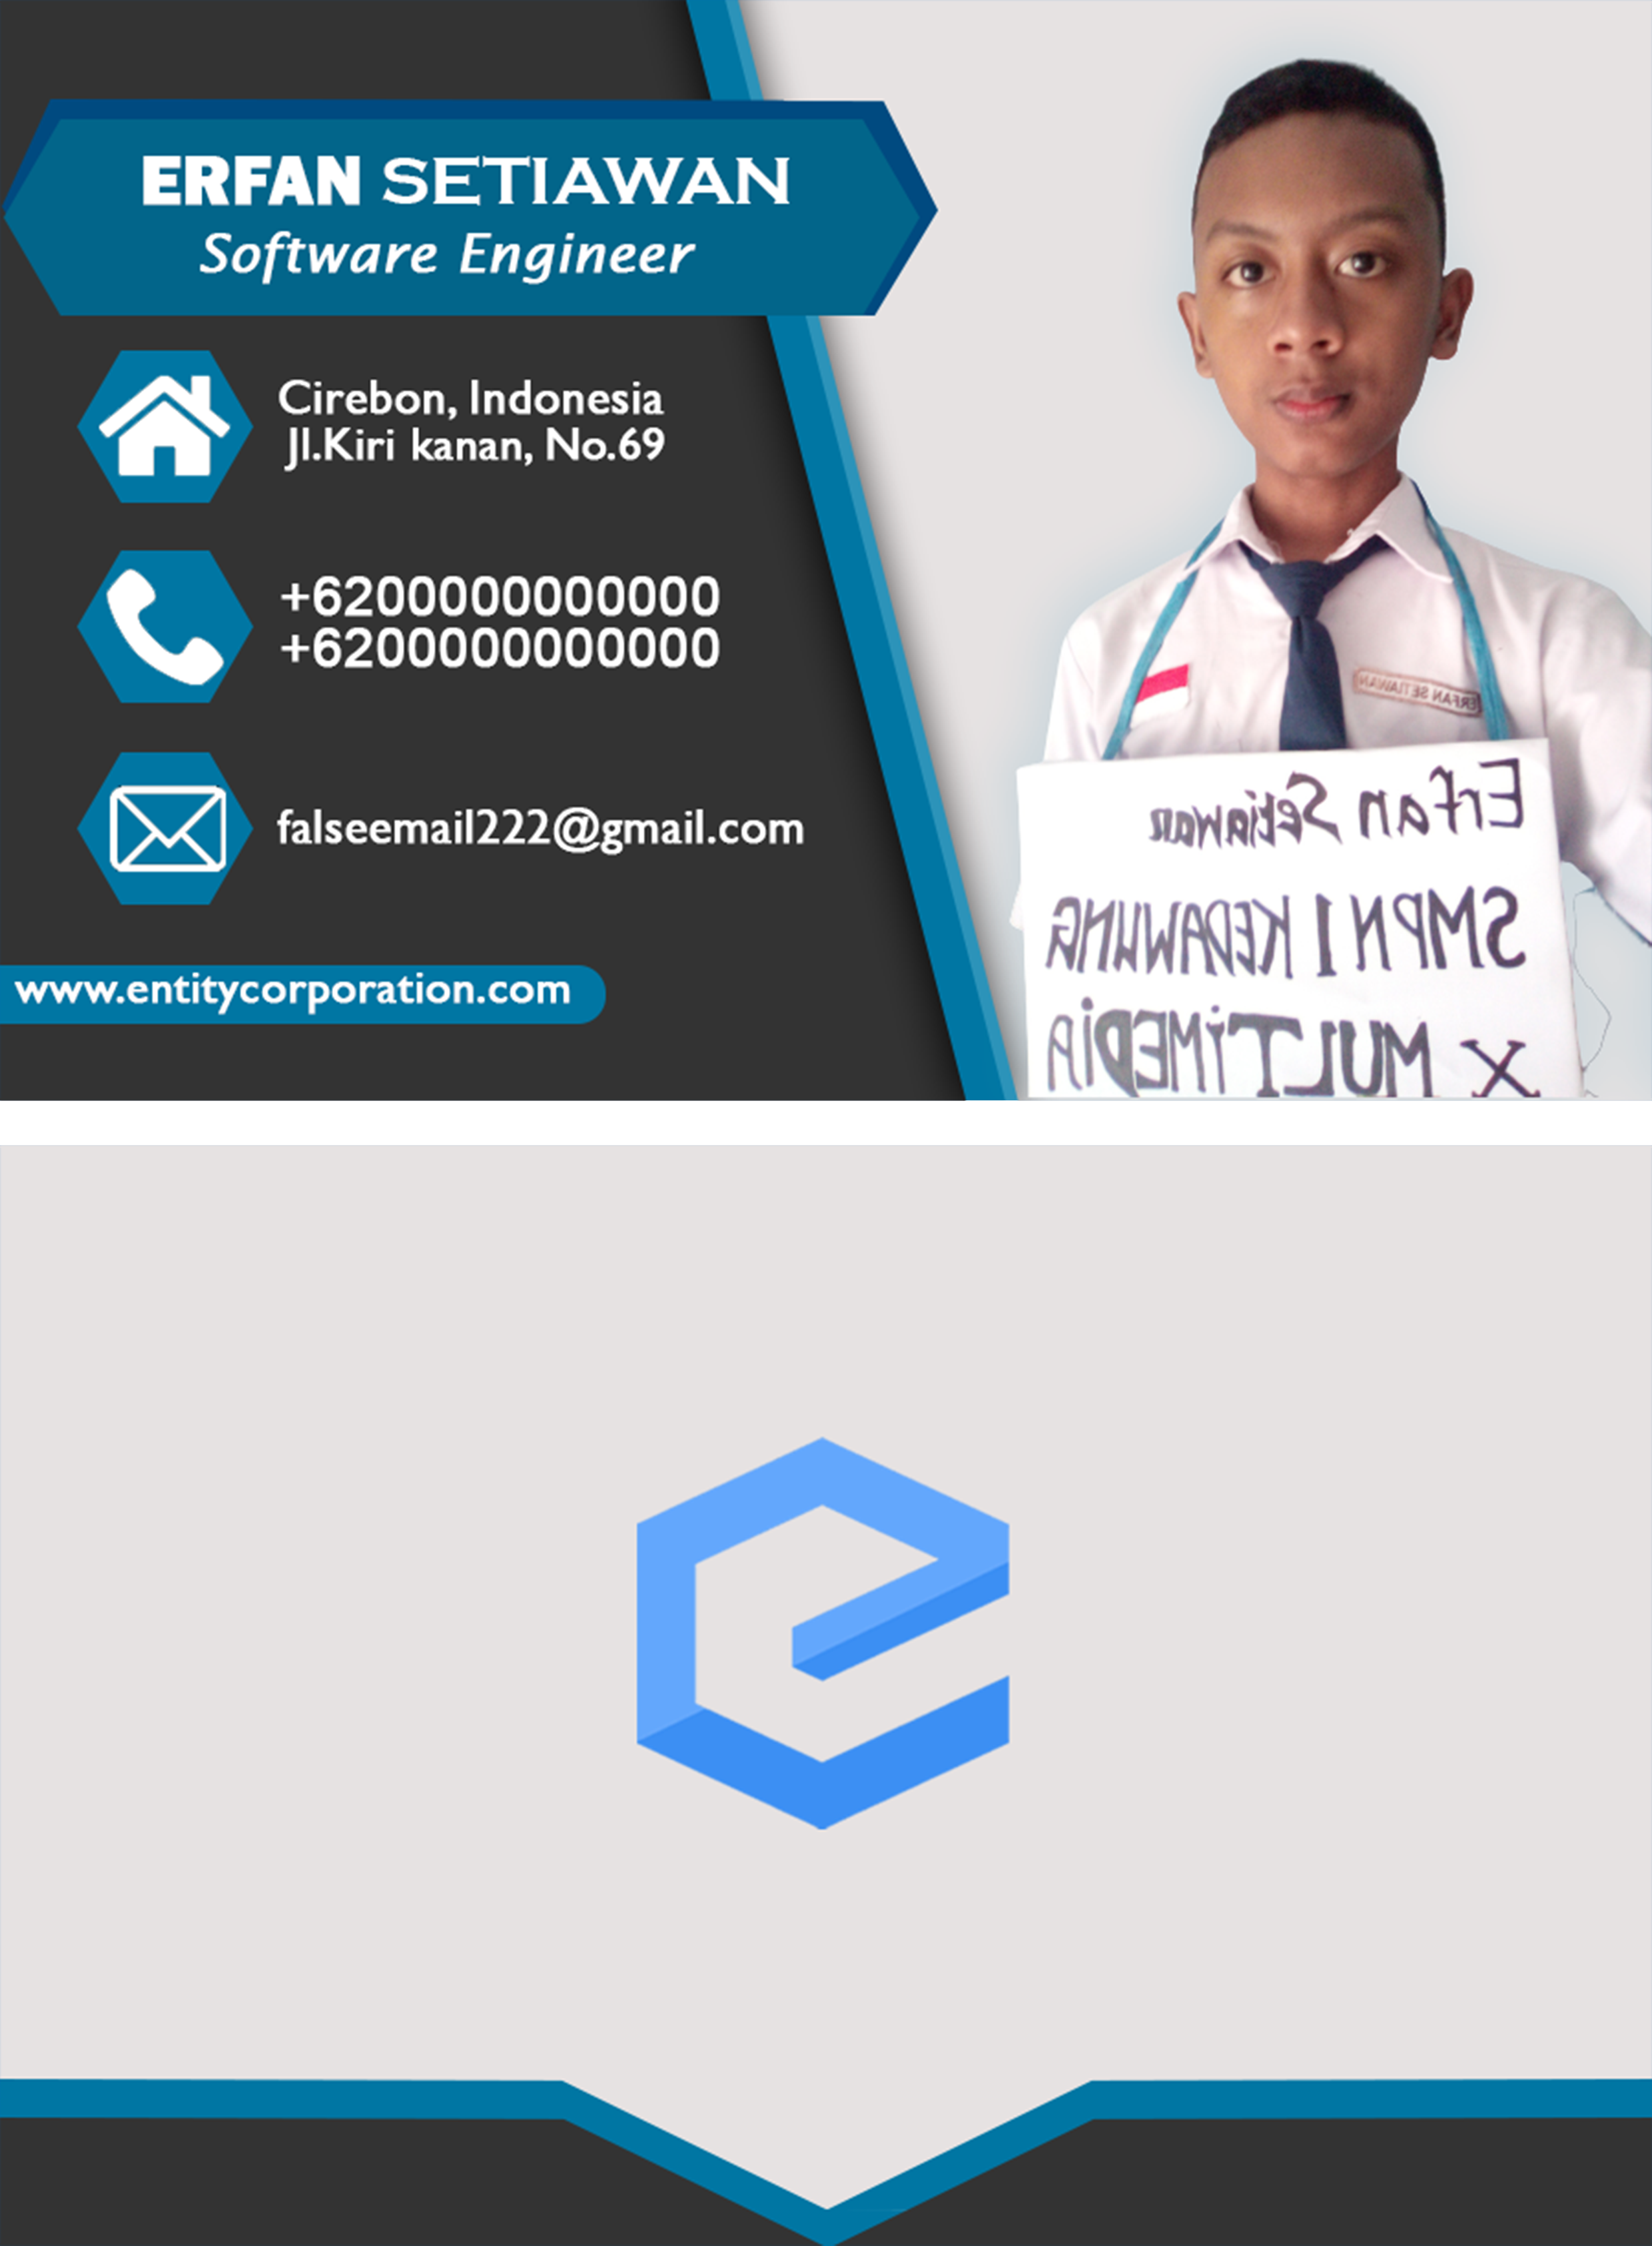 ERFAN SETIAWAN
Software Engineer
Cirebon, Indonesia
Jl.Kiri kanan, No.69
+6200000000000
+6200000000000
falseemail222@gmail.com
www.entitycorporation.com
ERFAN SETIAWAN
Erfan Setiawan
SMPN 1 KEDAWUNG
X MULTiMEDiA